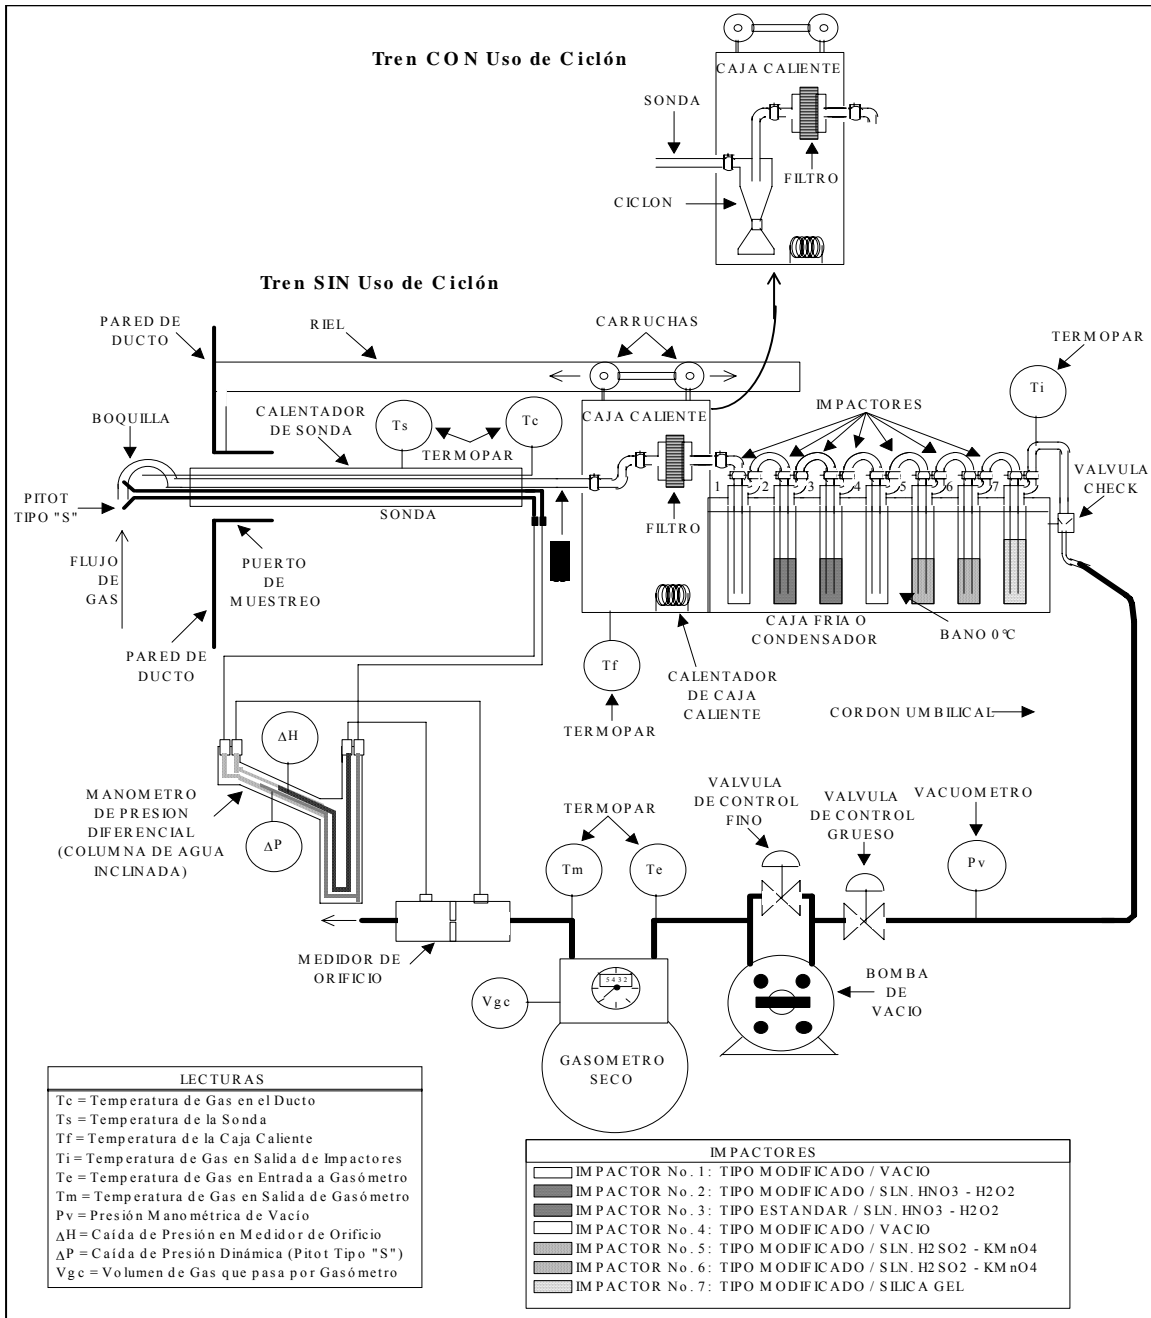 Tren CON Uso de Ciclón
CAJA CALIENTE
SONDA
FILTRO
CICLON
Tren SIN Uso de Ciclón
PARED DE
DUCTO
RIEL
CARRUCHAS
TERMOPAR
Ti
BOQUILLA
CALENTADOR
DE SONDA
Ts
Tc
TERMOPAR
CAJA CALIENTE
IMPACTORES
VALVULA
CHECK
PITOT
TIPO "S"
SONDA
FILTRO
1 2 3 4 5 6 7
FLUJO
DE
GAS
PUERTO
DE
MUESTREO
PARED DE
DUCTO
CAJA FRIA O
CONDENSADOR
BANO 0°C
Tf
TERMOPAR
CALENTADOR
DE CAJA
CALIENTE
CORDON UMBILICAL
ΔH
ΔP
MANOMETRO
DE PRESION
DIFERENCIAL
(COLUMNA DE AGUA
INCLINADA)
TERMOPAR
Tm
Te
VALVULA
DE CONTROL
FINO
VALVULA
DE CONTROL
GRUESO
VACUOMETRO
Pv
MEDIDOR DE
ORIFICIO
Vgc
5 4 3 2
GASOMETRO
SECO
BOMBA
DE
VACIO
LECTURAS
Tc = Temperatura de Gas en el Ducto
Ts = Temperatura de la Sonda
Tf = Temperatura de la Caja Caliente
Ti = Temperatura de Gas en Salida de Impactores
Te = Temperatura de Gas en Entrada a Gasómetro
Tm = Temperatura de Gas en Salida de Gasómetro
Pv = Presión Manométrica de Vacío
ΔH = Caída de Presión en Medidor de Orificio
ΔP = Caída de Presión Dinámica (Pitot Tipo "S")
Vgc = Volumen de Gas que pasa por Gasómetro
IMPACTORES
IMPACTOR No. 1: TIPO MODIFICADO / VACIO
IMPACTOR No. 2: TIPO MODIFICADO / SLN. HNO3 - H2O2
IMPACTOR No. 3: TIPO ESTANDAR / SLN. HNO3 - H2O2
IMPACTOR No. 4: TIPO MODIFICADO / VACIO
IMPACTOR No. 5: TIPO MODIFICADO / SLN. H2SO2 - KMnO4
IMPACTOR No. 6: TIPO MODIFICADO / SLN. H2SO2 - KMnO4
IMPACTOR No. 7: TIPO MODIFICADO / SILICA GEL